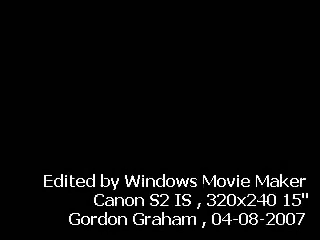 Edited by Windows Movie Maker
Canon S2 IS , 320x240 15"
Gordon Graham , 04-08-2007